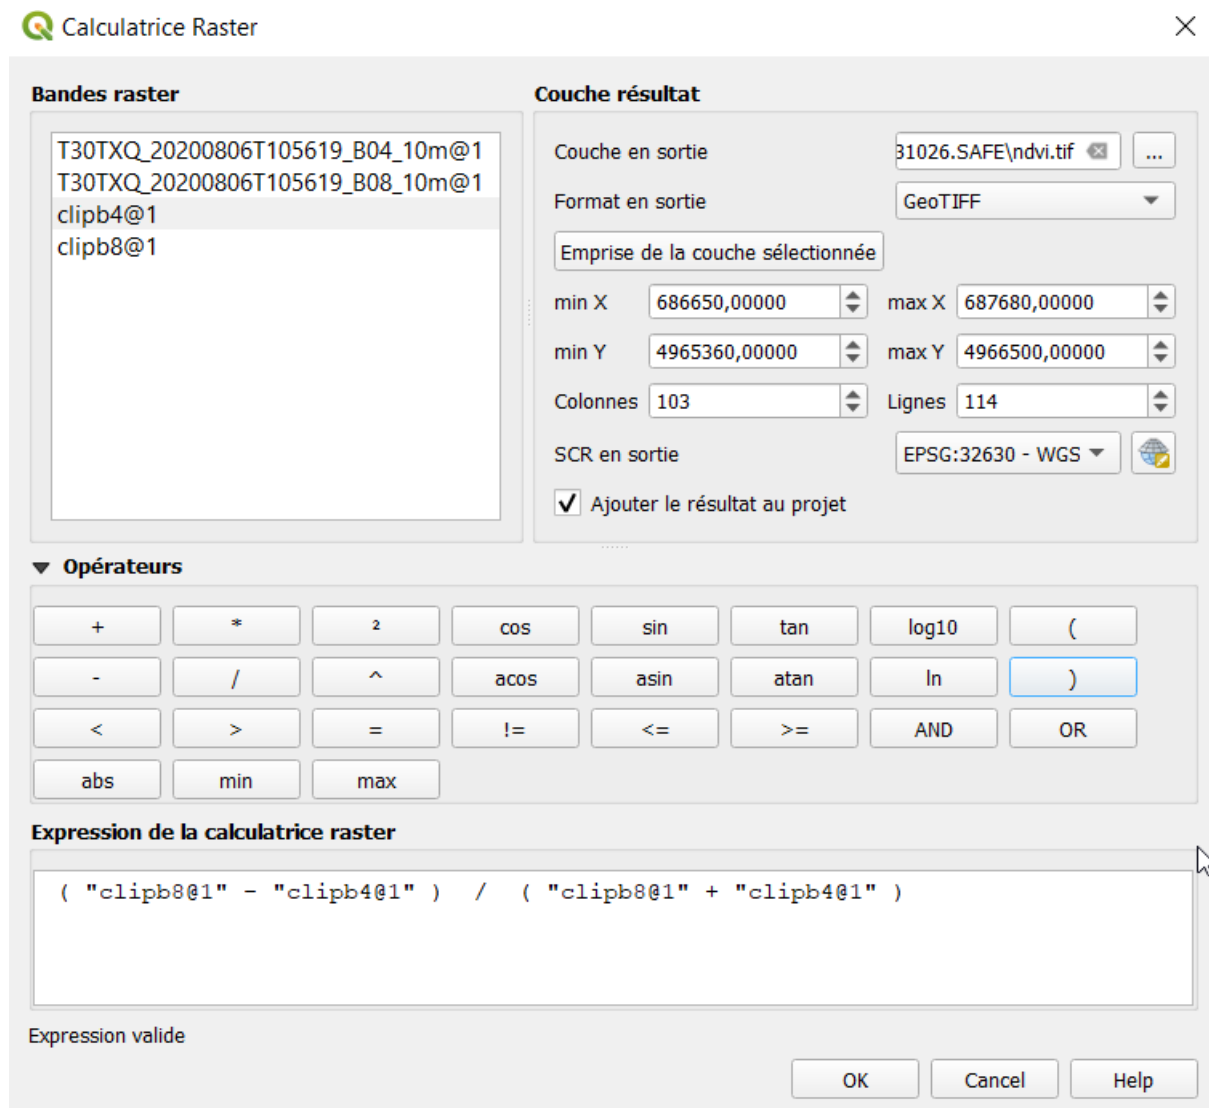 Calculatrice Raster
Bandes raster
T30TXQ_20200806T105619_B04_10m@1
T30TXQ_20200806T105619_B08_10m@1
clipb4@1
clipb8@1
Couche résultat
Couche en sortie 31026.SAFE\ndvi.tif ...
Format en sortie GeoTIFF
Emprise de la couche sélectionnée
min X 686650,00000 max X 687680,00000
min Y 4965360,00000 max Y 4966500,00000
Colonnes 103 Lignes 114
SCR en sortie EPSG:32630 - WGS
Ajouter le résultat au projet
Opérateurs
+ * ² cos sin tan log10 (
- / ^ acos asin atan ln )
< > = != <= >= AND OR
abs min max
Expression de la calculatrice raster
( "clipb8@1" - "clipb4@1" ) / ( "clipb8@1" + "clipb4@1" )
Expression valide
OK Cancel Help